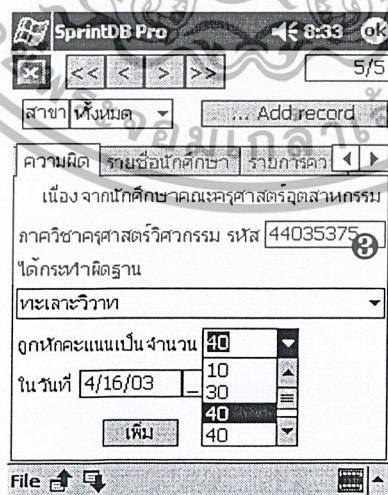 SprintDB Pro 8:33 ok
<< < > >> 5/5
สาขา ทั้งหมด ... Add record
ความผิด รายชื่อนักศึกษา รายการคว
เนื่องจากนักศึกษาคณะครุศาสตร์อุตสาหกรรม
ภาควิชาครุศาสตร์วิศวกรรม รหัส 44035375
3
ได้กระทำผิดฐาน
ทะเลาะวิวาท
ถูกหักคะแนนเป็นจำนวน 40
10
ในวันที่ 4/16/03
30
40
เพิ่ม 40
File